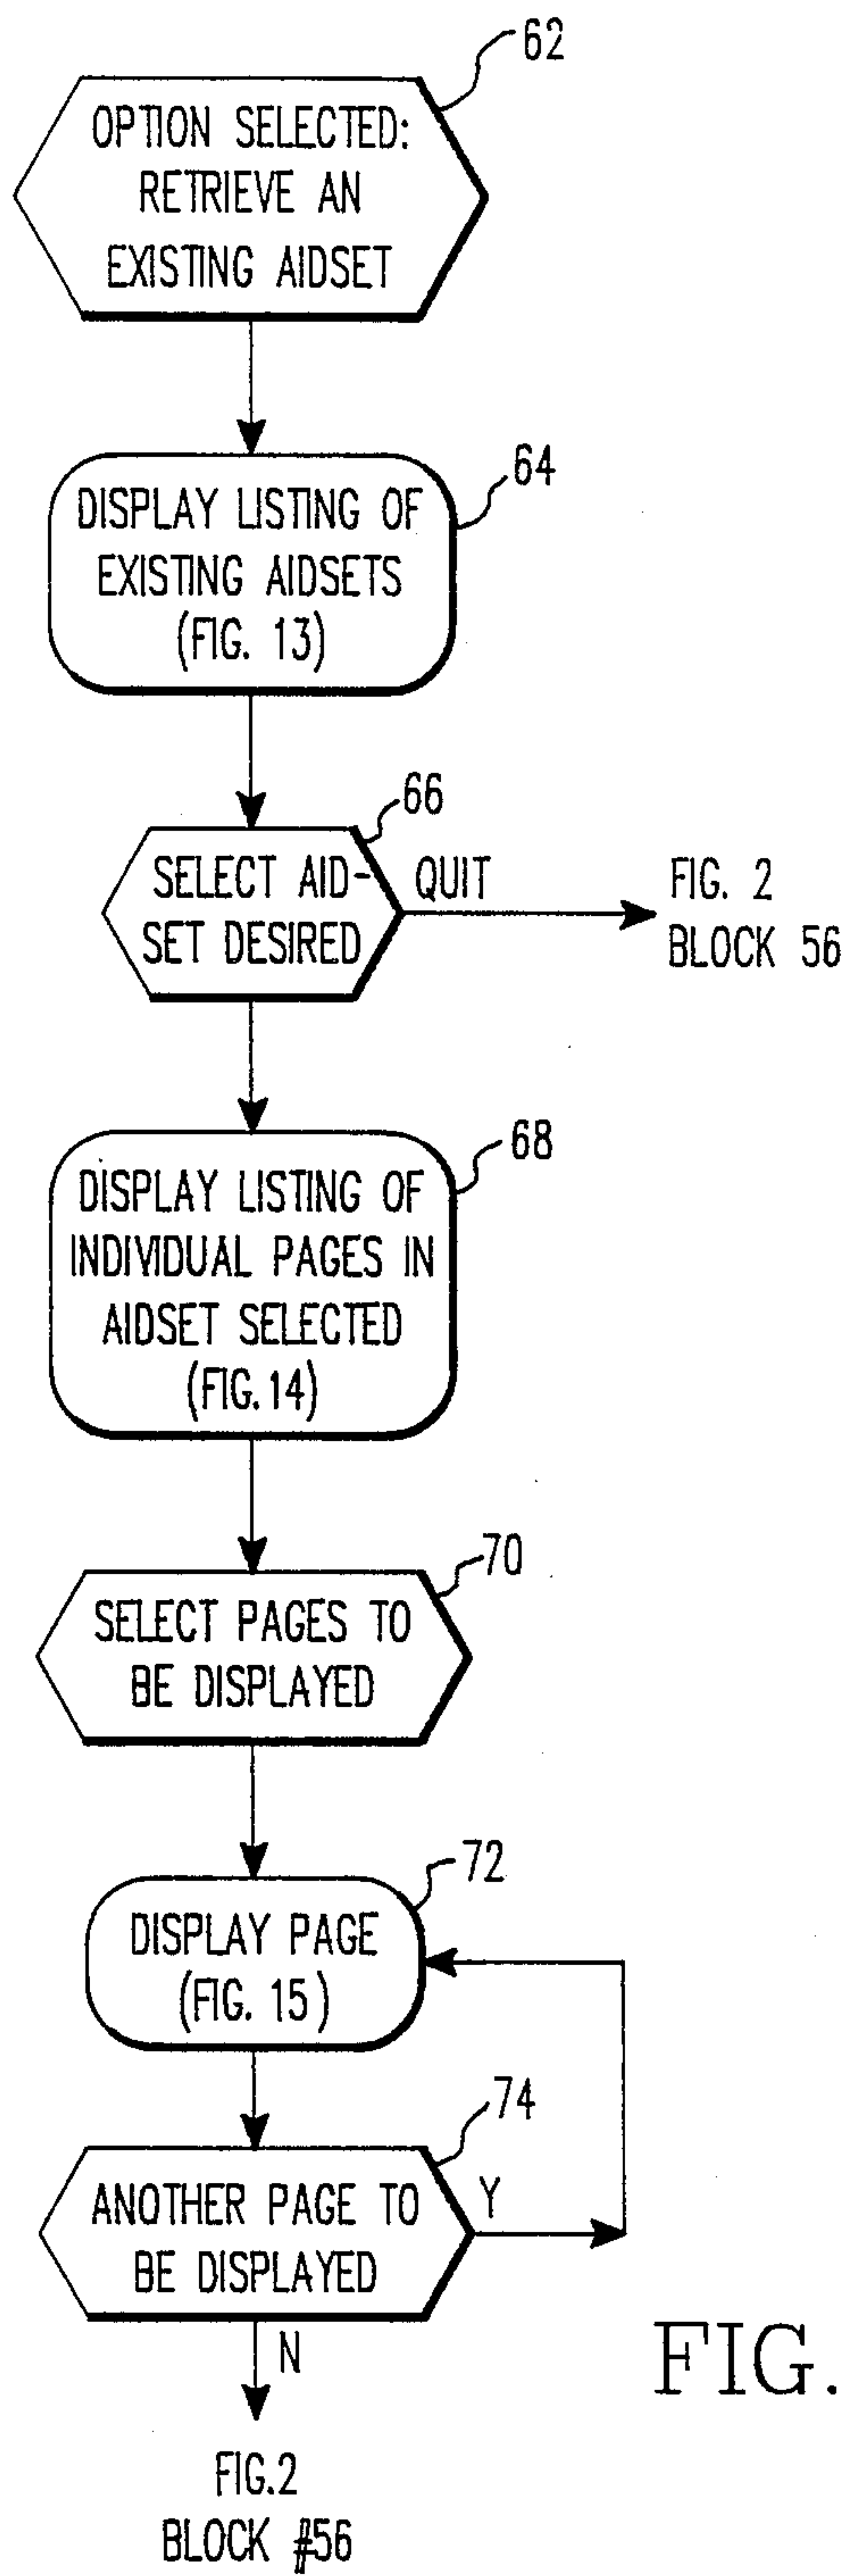 62
OPTION SELECTED:
RETRIEVE AN
EXISTING AIDSET
64
DISPLAY LISTING OF
EXISTING AIDSETS
(FIG. 13)
66
SELECT AID-
SET DESIRED
QUIT
FIG. 2
BLOCK 56
68
DISPLAY LISTING OF
INDIVIDUAL PAGES IN
AIDSET SELECTED
(FIG.14)
70
SELECT PAGES TO
BE DISPLAYED
72
DISPLAY PAGE
(FIG. 15)
74
ANOTHER PAGE TO
BE DISPLAYED
Y
N
FIG.
FIG.2
BLOCK #56